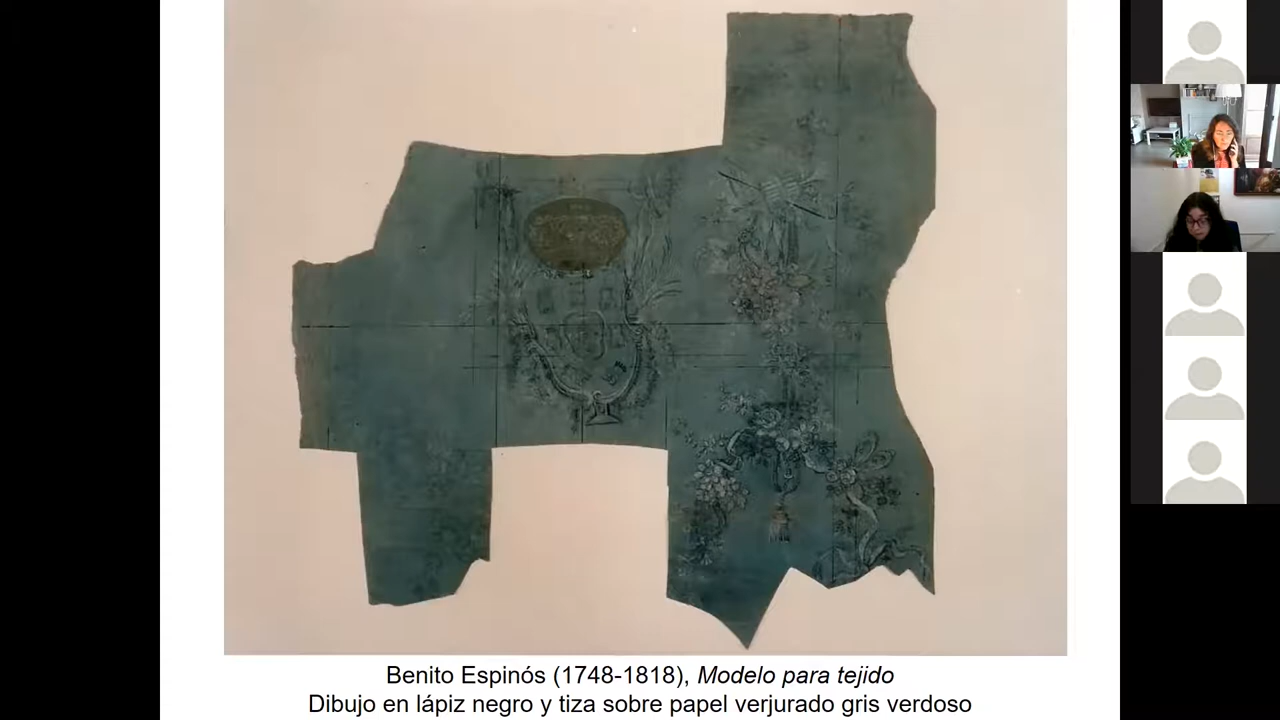 Benito Espinós (1748-1818), Modelo para tejido
Dibujo en lápiz negro y tiza sobre papel verjurado gris verdoso